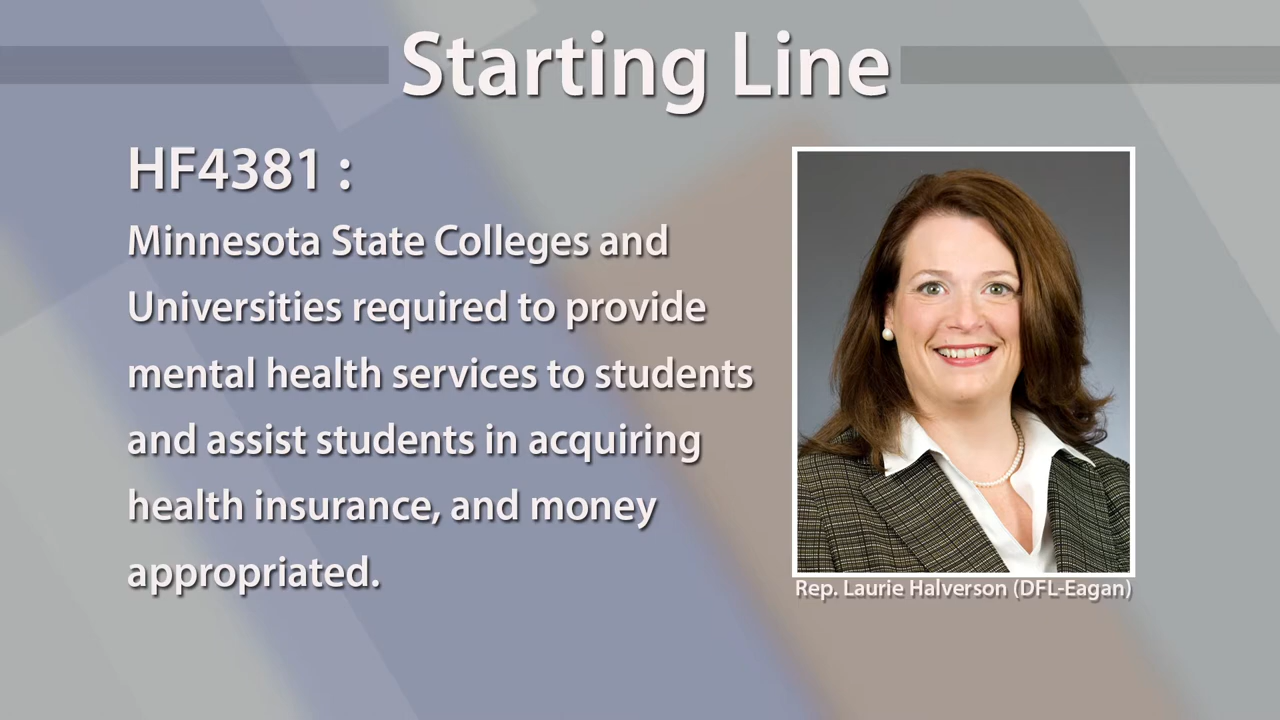 Starting Line
HF4381 :
Minnesota State Colleges and
Universities required to provide
mental health services to students
and assist students in acquiring
health insurance, and money
appropriated.
Rep. Laurie Halverson (DFL-Eagan)